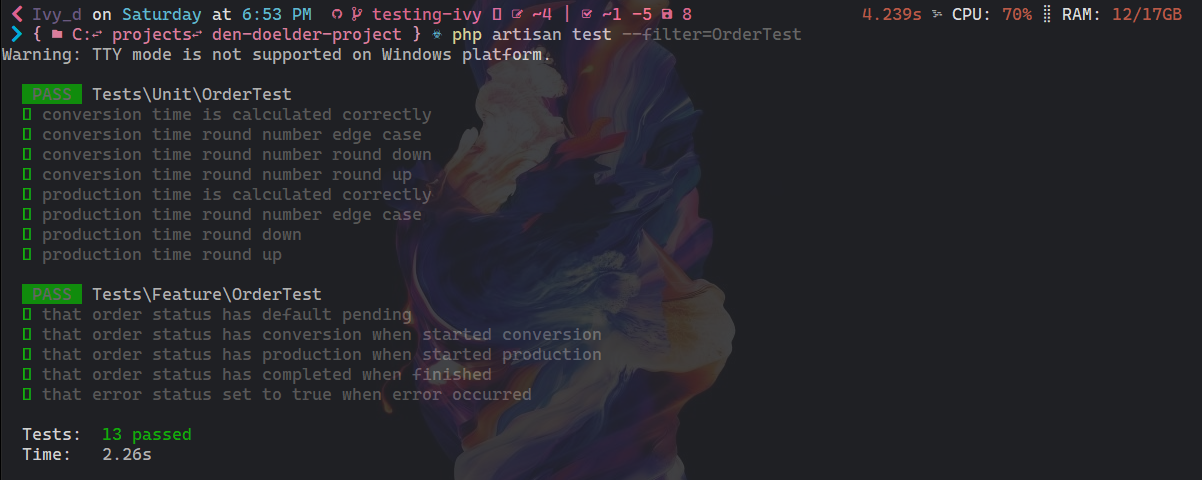 Ivy_d on Saturday at 6:53 PM testing-ivy ~4 | ~1 -5 8 4.239s CPU: 70% RAM: 12/17GB
{ C: projects den-doelder-project } php artisan test --filter=OrderTest
Warning: TTY mode is not supported on Windows platform.
PASS Tests\Unit\OrderTest
conversion time is calculated correctly
conversion time round number edge case
conversion time round number round down
conversion time round number round up
production time is calculated correctly
production time round number edge case
production time round down
production time round up
PASS Tests\Feature\OrderTest
that order status has default pending
that order status has conversion when started conversion
that order status has production when started production
that order status has completed when finished
that error status set to true when error occurred
Tests: 13 passed
Time: 2.26s